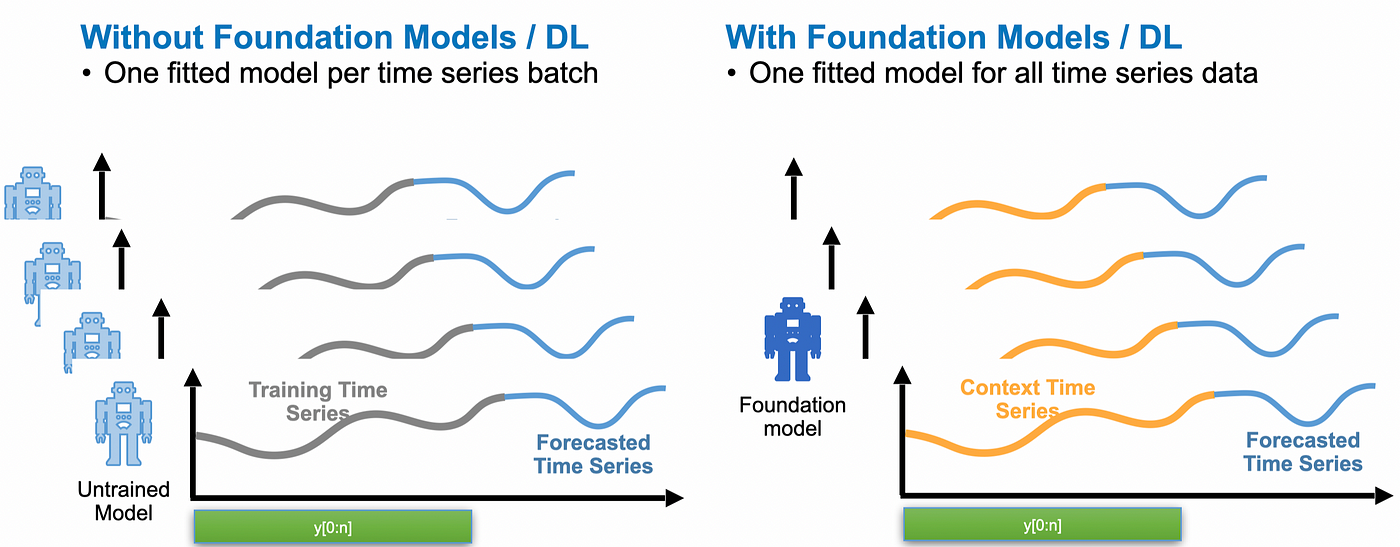 Without Foundation Models / DL
• One fitted model per time series batch
Training Time
Series
Forecasted
Time Series
Untrained
Model
y[0:n]
With Foundation Models / DL
• One fitted model for all time series data
Foundation
model
Context Time
Series
Forecasted
Time Series
y[0:n]